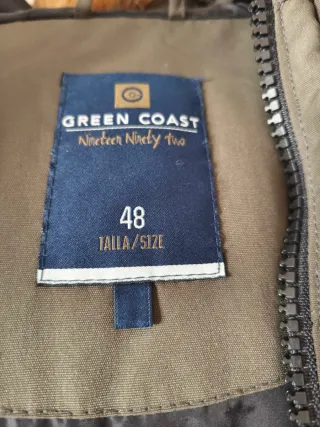 GREEN COAST
Nineteen Ninety two
48
TALLA/SIZE